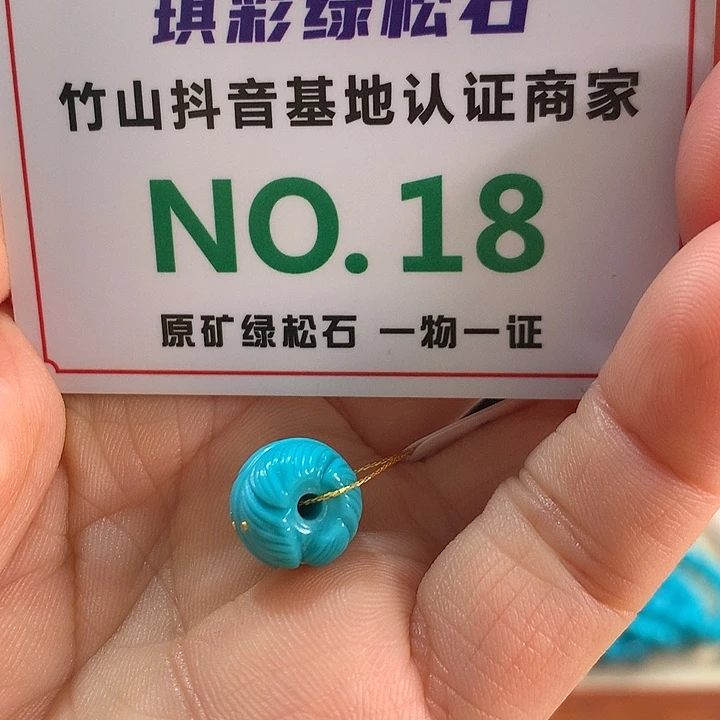 琪彩绿松石
竹山抖音基地认证商家
NO.18
原矿绿松石 一物一证